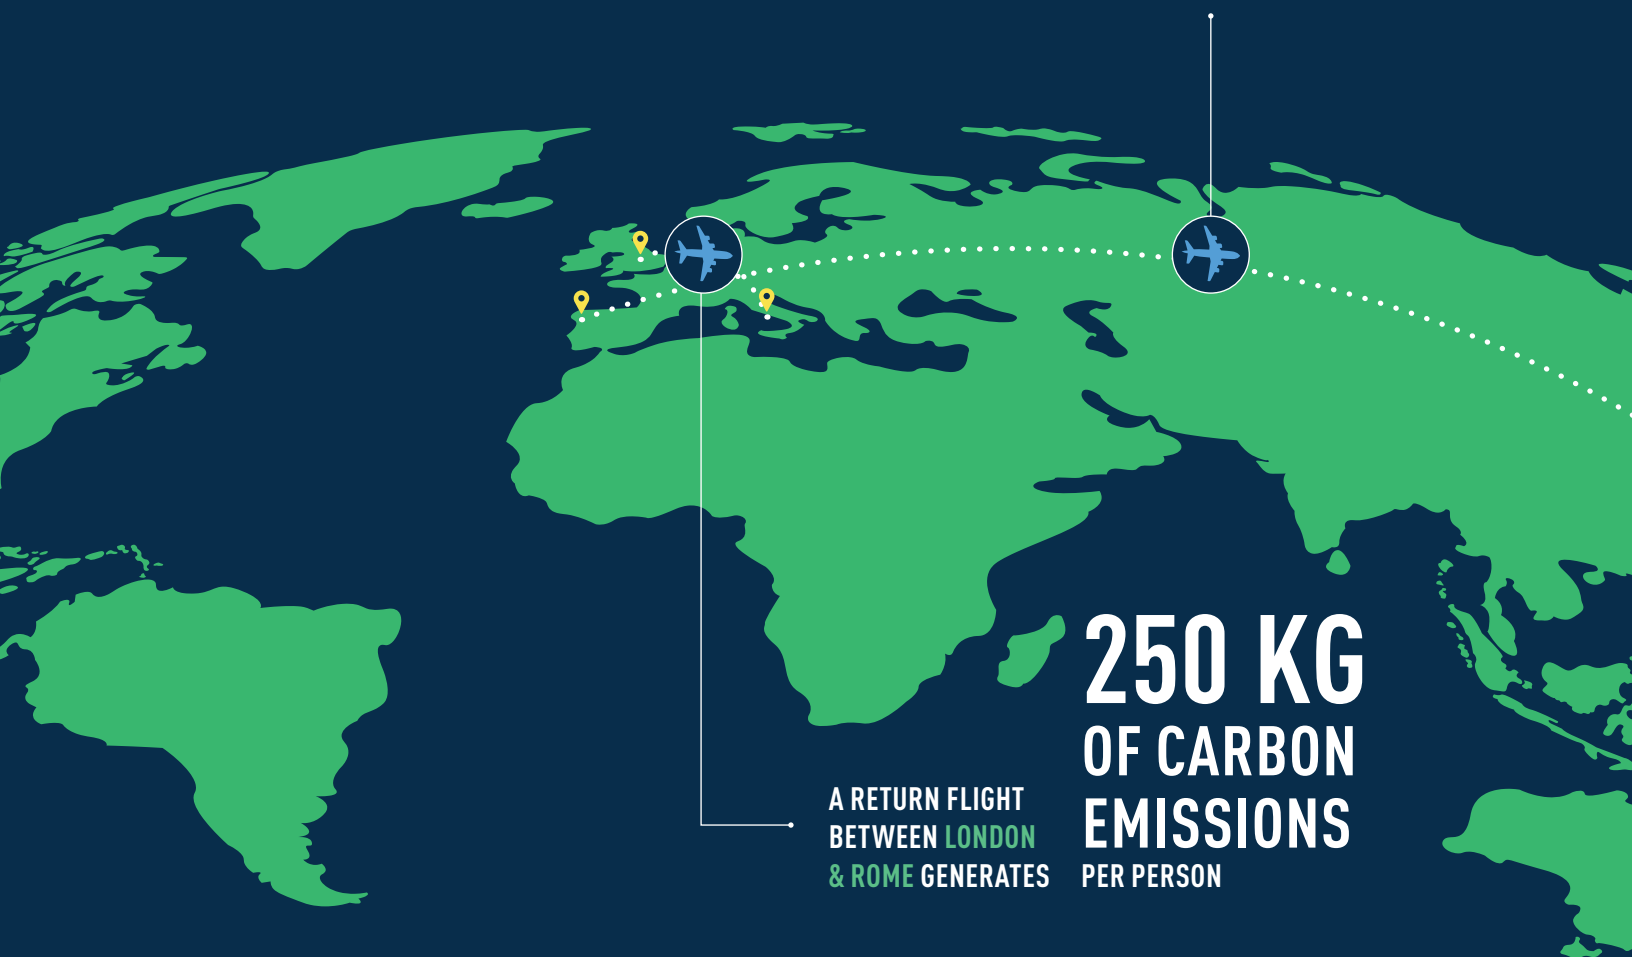 A RETURN FLIGHT
BETWEEN LONDON
& ROME GENERATES
250 KG
OF CARBON
EMISSIONS
PER PERSON